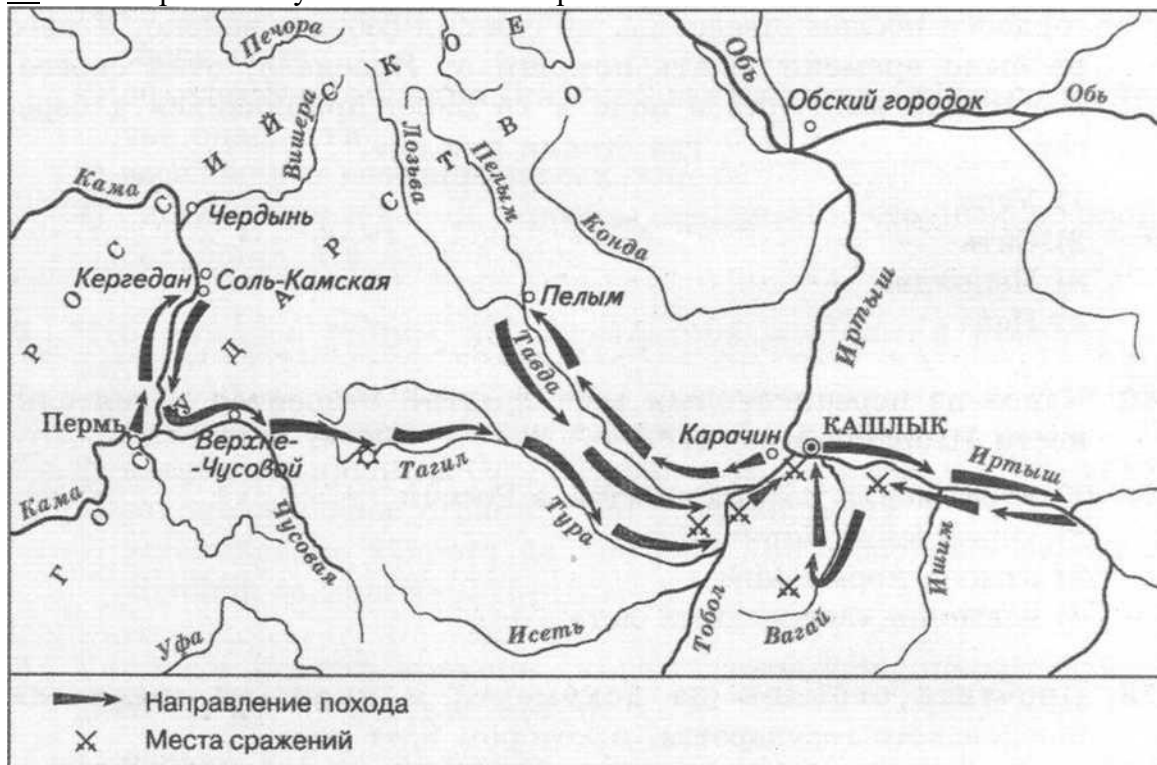 Печора
Вишера
Кама
Чердынь
Кергедан
Соль-Камская
Пермь
Верхне-
Чусовой
Кама
Чусовая
Уфа
РОССИЙСКОЕ
ГОСУДАРСТВО
Лозьва
Пелым
Конда
Обь
Обский городок
Обь
Пелым
Тавда
Иртыш
Тагил
Тура
Карачин
КАШЛЫК
Иртыш
Исеть
Тобол
Вагай
Ишим
Направление похода
Места сражений